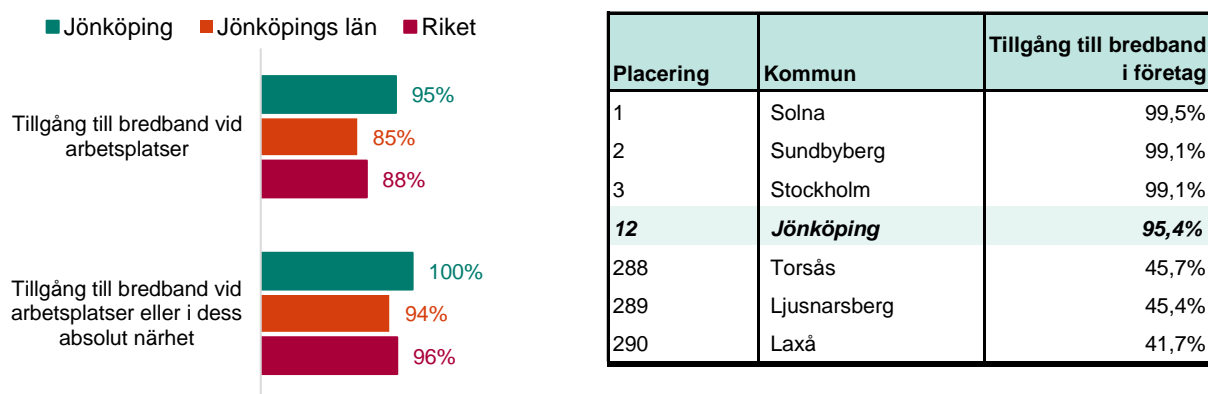 Jönköping Jönköpings län Riket
Tillgång till bredband vid
arbetsplatser
95%
85%
88%
Tillgång till bredband vid
arbetsplatser eller i dess
absolut närhet
100%
94%
96%
Placering Kommun Tillgång till bredband
i företag
1 Solna 99,5%
2 Sundbyberg 99,1%
3 Stockholm 99,1%
12 Jönköping 95,4%
288 Torsås 45,7%
289 Ljusnarsberg 45,4%
290 Laxå 41,7%